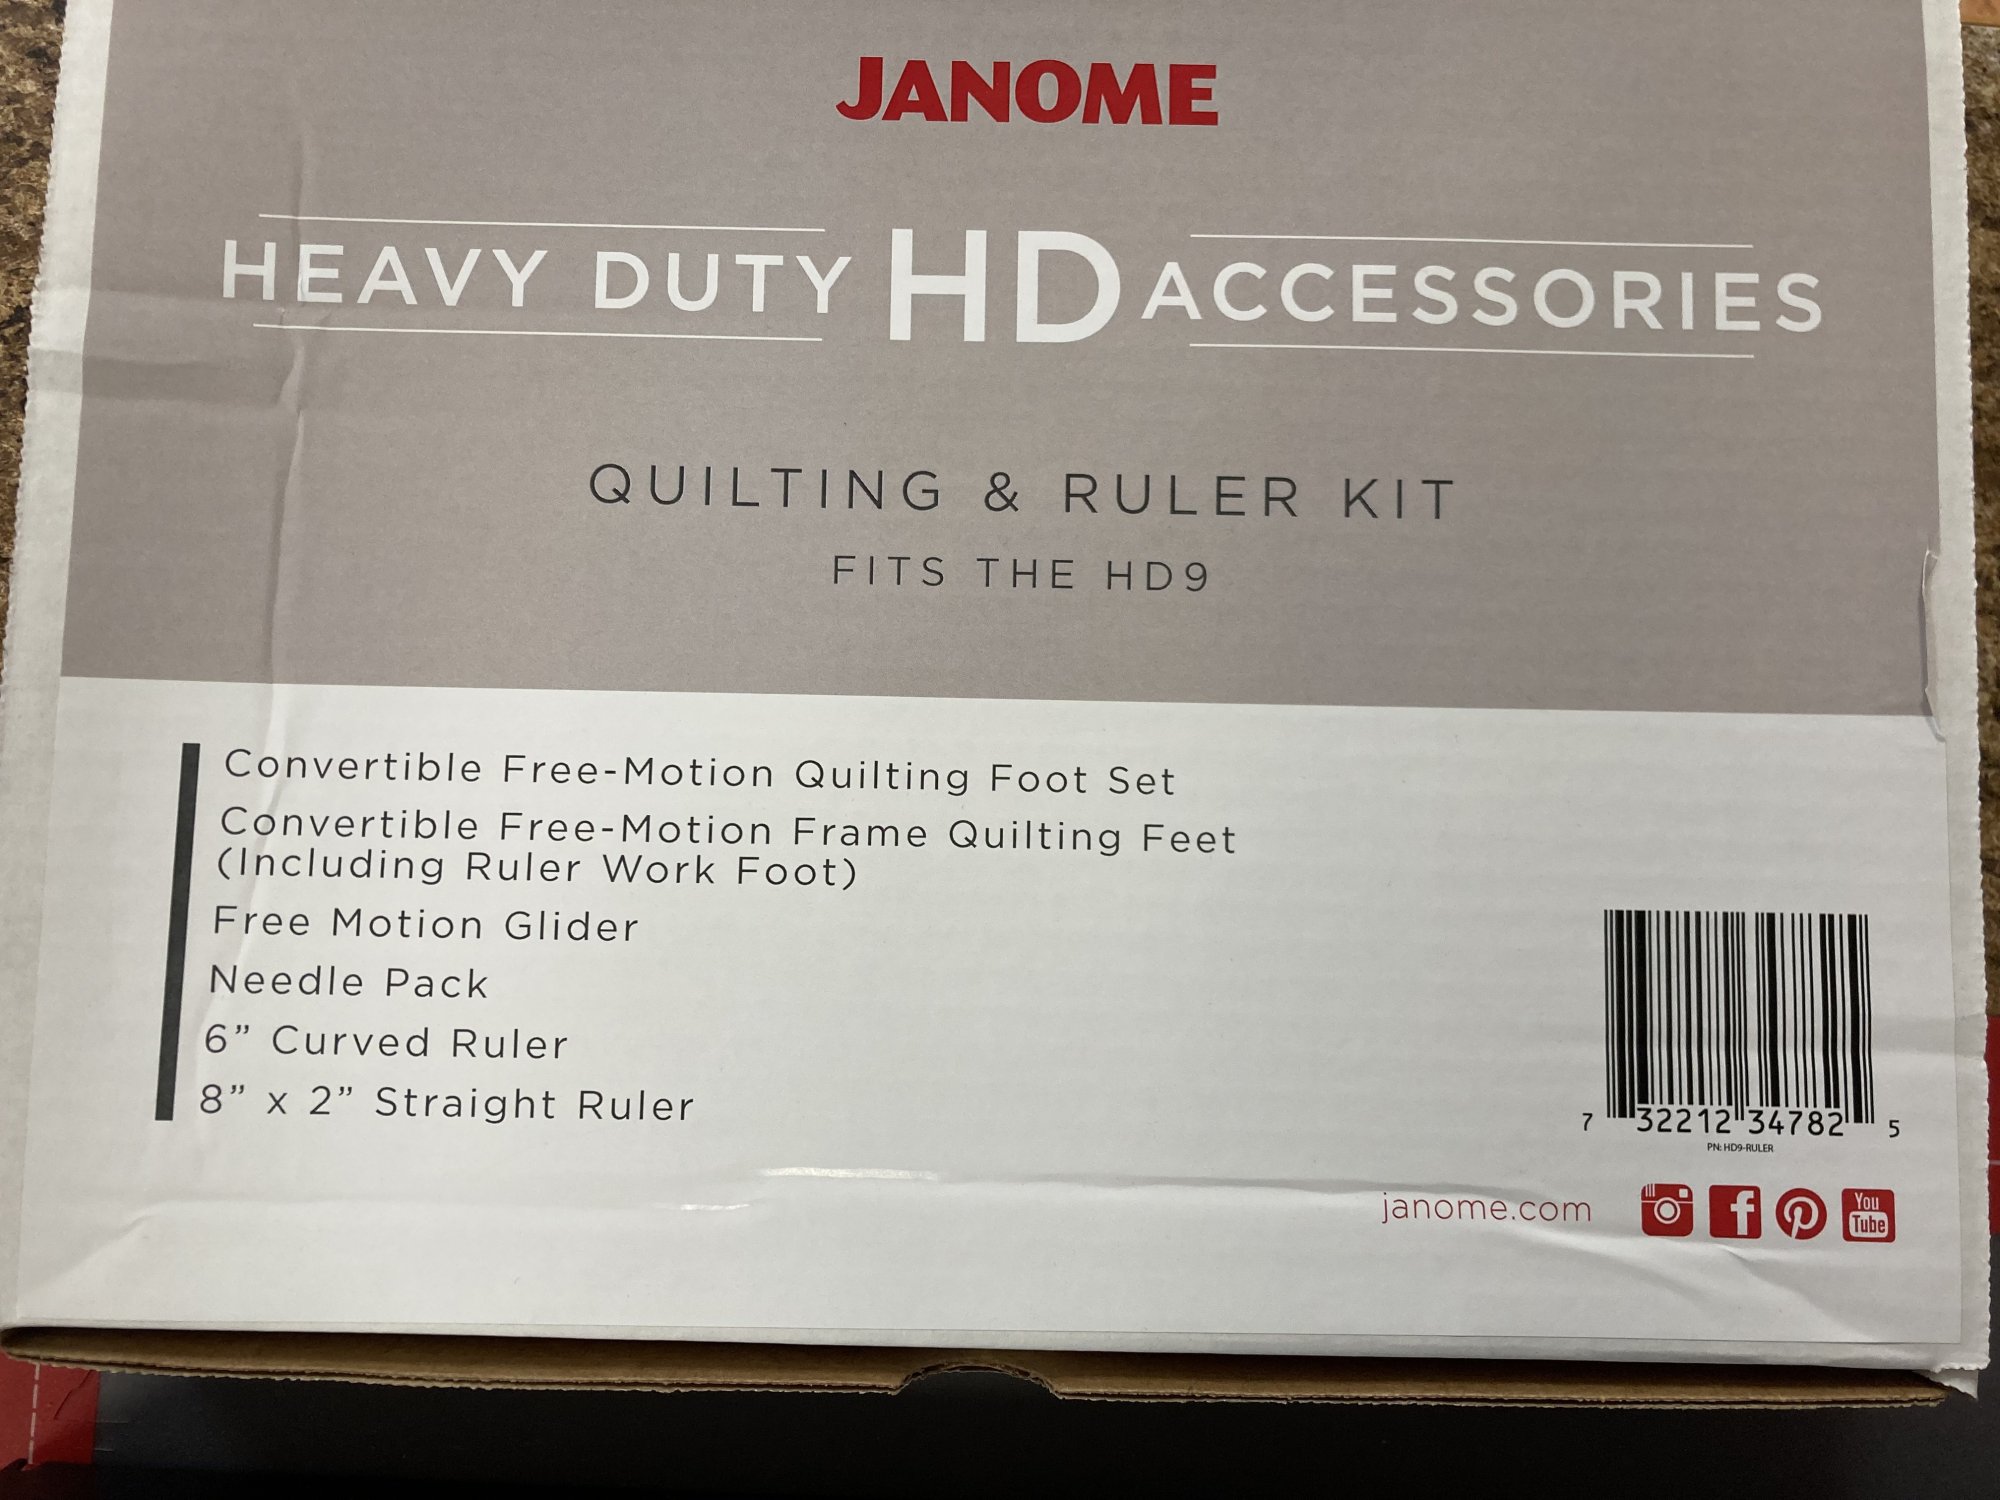 JANOME
HEAVY DUTY HD ACCESSORIES
QUILTING & RULER KIT
FITS THE HD9
Convertible Free-Motion Quilting Foot Set
Convertible Free-Motion Frame Quilting Feet
(Including Ruler Work Foot)
Free Motion Glider
Needle Pack
6” Curved Ruler
8” x 2” Straight Ruler
7 32212 34782 5
PN: HD9-RULER
janome.com
You
Tube